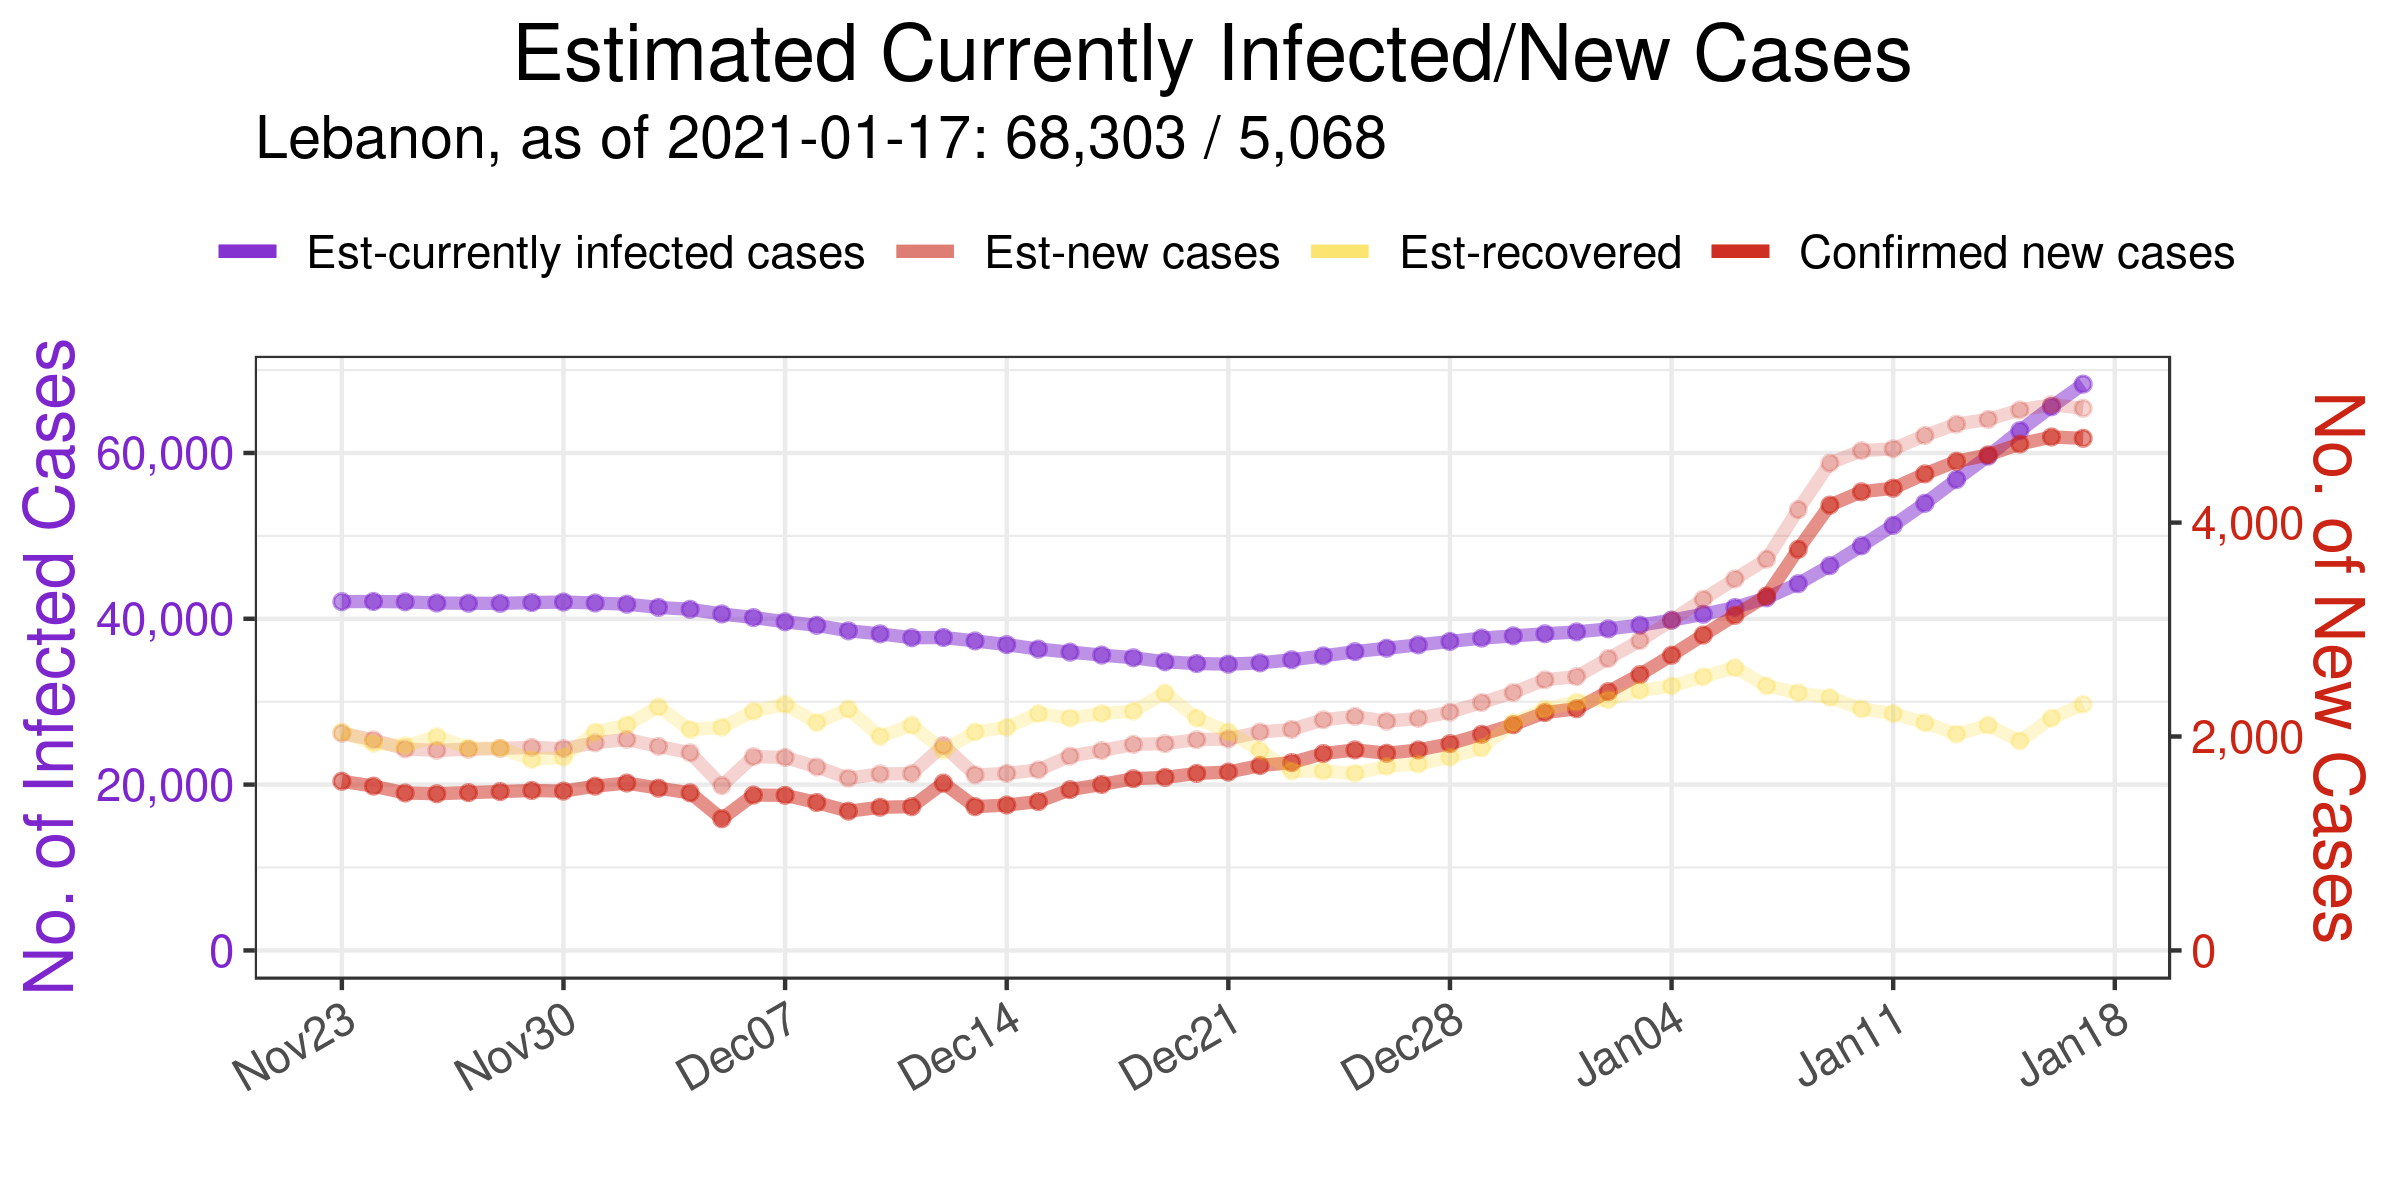 Estimated Currently Infected/New Cases
Lebanon, as of 2021-01-17: 68,303 / 5,068
Est-currently infected cases Est-new cases Est-recovered Confirmed new cases
No. of Infected Cases
60,000
40,000
20,000
0
No. of New Cases
4,000
2,000
0
Nov23 Nov30 Dec07 Dec14 Dec21 Dec28 Jan04 Jan11 Jan18